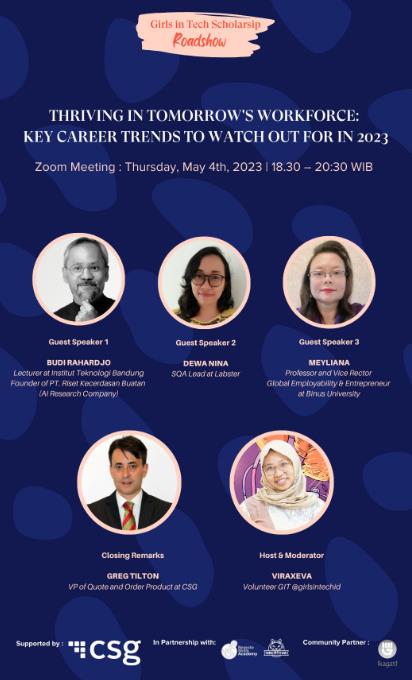 Girls in Tech Scholarsip
Roadshow
THRIVING IN TOMORROW'S WORKFORCE:
KEY CAREER TRENDS TO WATCH OUT FOR IN 2023
Zoom Meeting : Thursday, May 4th, 2023 | 18.30 – 20:30 WIB
Guest Speaker 1
BUDI RAHARDJO
Lecturer at Institut Teknologi Bandung
Founder of PT. Riset Kecerdasan Buatan
(AI Research Company)
Guest Speaker 2
DEWA NINA
SQA Lead at Labster
Guest Speaker 3
MEYLIANA
Professor and Vice Rector
Global Employability & Entrepreneur
at Binus University
Closing Remarks
GREG TILTON
VP of Quote and Order Product at CSG
Host & Moderator
VIRAXEVA
Volunteer GIT @girlsintechid
Supported by :
csg
In Partnership with:
Community Partner :